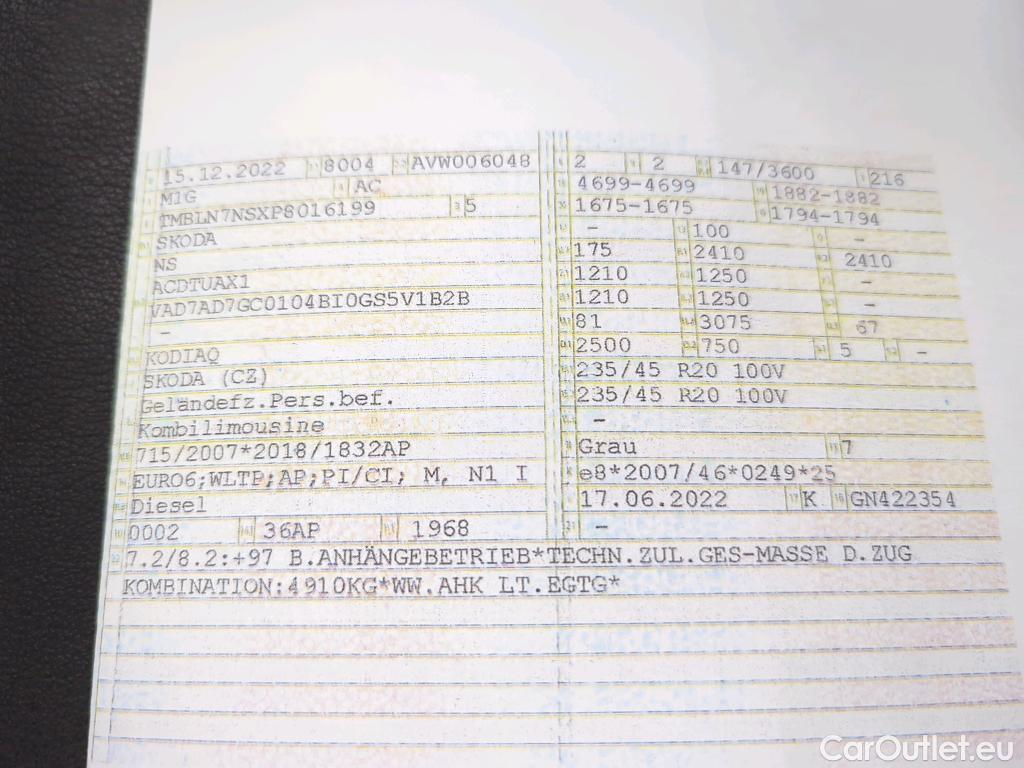 15.12.2022 8004 AVW006048
M1G AC
TMBLN7NSXP8016199 5
SKODA
NS
ACDTUAX1
VAD7AD7GC0104BI0GS5V1B2B
-
KODIAQ
SKODA (CZ)
Geländefz.Pers.bef.
Kombilimousine
715/2007*2018/1832AP
EURO6;WLTP;AP;PI/CI; M, N1 I
Diesel
0002 36AP 1968
2 2 147/3600 216
4699-4699 1882-1882
1675-1675 1794-1794
- 100 -
175 2410 2410
1210 1250 -
1210 1250 -
81 3075 67
2500 750 5 -
235/45 R20 100V
235/45 R20 100V
-
Grau 7
e8*2007/46*0249*25
17.06.2022 K GN422354
-
7.2/8.2:+97 B.ANHÄNGEBETRIEB*TECHN.ZUL.GES-MASSE D.ZUG
KOMBINATION:4910KG*WW.AHK LT.EGTG*
CarOutlet.eu